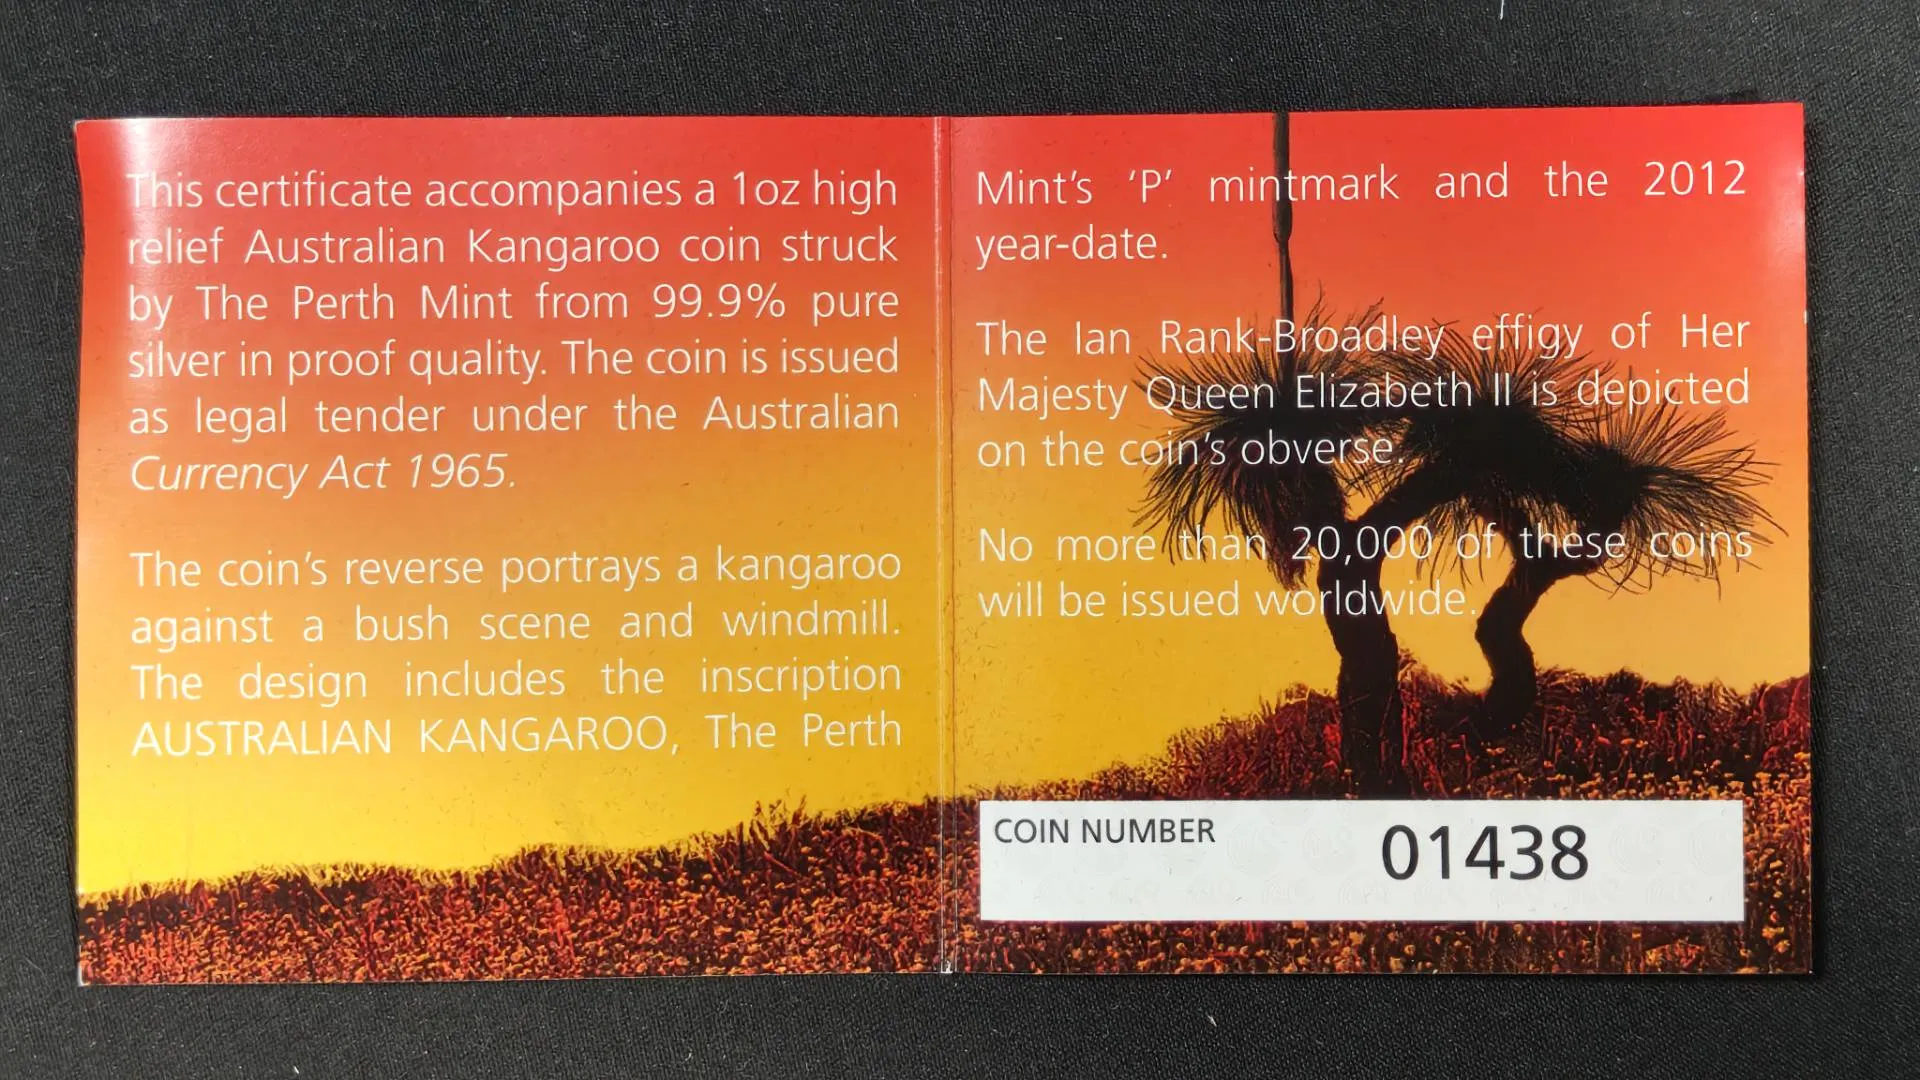 This certificate accompanies a 1oz high
relief Australian Kangaroo coin struck
by The Perth Mint from 99.9% pure
silver in proof quality. The coin is issued
as legal tender under the Australian
Currency Act 1965.
The coin's reverse portrays a kangaroo
against a bush scene and windmill.
The design includes the inscription
AUSTRALIAN KANGAROO, The Perth
Mint's 'P' mintmark and the 2012
year-date.
The Ian Rank-Broadley effigy of Her
Majesty Queen Elizabeth II is depicted
on the coin's obverse.
No more than 20,000 of these coins
will be issued worldwide.
COIN NUMBER 01438